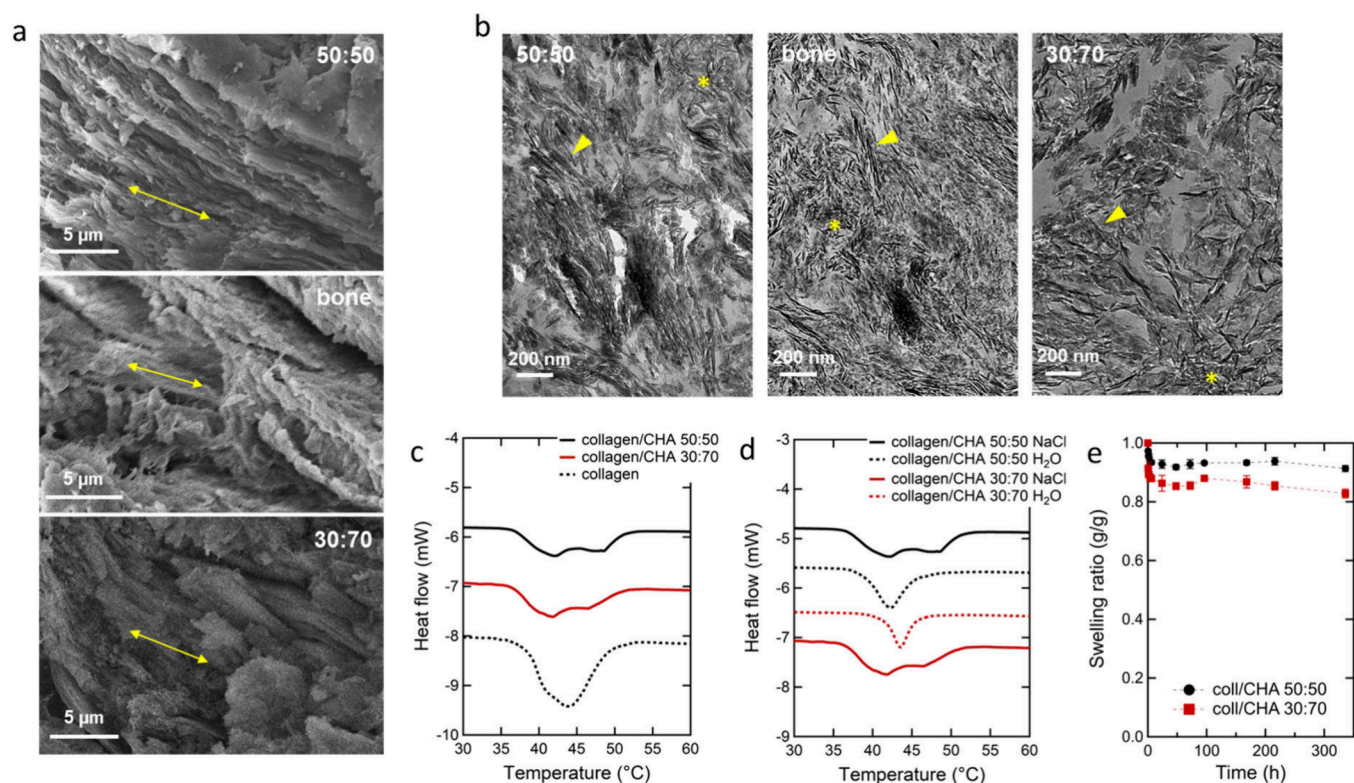 a
50:50
5 µm
bone
5 µm
30:70
5 µm
b
50:50
*
200 nm
bone
*
200 nm
30:70
*
200 nm
c
collagen/CHA 50:50
collagen/CHA 30:70
collagen
Heat flow (mW)
-4
-5
-6
-7
-8
-9
-10
30 35 40 45 50 55 60
Temperature (°C)
d
collagen/CHA 50:50 NaCl
collagen/CHA 50:50 H₂O
collagen/CHA 30:70 NaCl
collagen/CHA 30:70 H₂O
Heat flow (mW)
-3
-4
-5
-6
-7
-8
-9
30 35 40 45 50 55 60
Temperature (°C)
e
Swelling ratio (g/g)
1.0
0.8
0.6
0.4
0.2
0.0
coll/CHA 50:50
coll/CHA 30:70
0 100 200 300
Time (h)